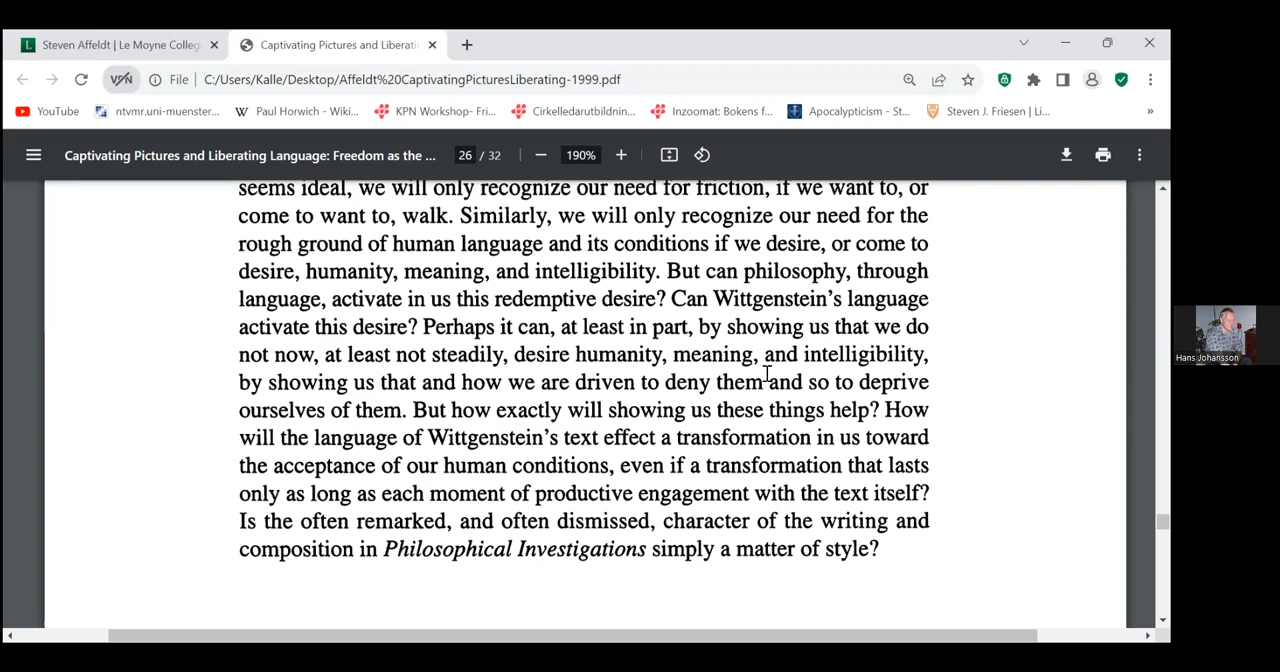 Steven Affeldt | Le Moyne Colleg
Captivating Pictures and Liberati
File
C:/Users/Kalle/Desktop/Affeldt%20CaptivatingPicturesLiberating-1999.pdf
YouTube
ntvmr.uni-muenster...
Paul Horwich - Wiki...
KPN Workshop- Fri...
Cirkelledarutbildnin...
Inzoomat: Bokens f...
Apocalypticism - St...
Steven J. Friesen | Li...
Captivating Pictures and Liberating Language: Freedom as the ...
26 / 32
190%
seems ideal, we will only recognize our need for friction, if we want to, or
come to want to, walk. Similarly, we will only recognize our need for the
rough ground of human language and its conditions if we desire, or come to
desire, humanity, meaning, and intelligibility. But can philosophy, through
language, activate in us this redemptive desire? Can Wittgenstein's language
activate this desire? Perhaps it can, at least in part, by showing us that we do
not now, at least not steadily, desire humanity, meaning, and intelligibility,
by showing us that and how we are driven to deny them and so to deprive
ourselves of them. But how exactly will showing us these things help? How
will the language of Wittgenstein's text effect a transformation in us toward
the acceptance of our human conditions, even if a transformation that lasts
only as long as each moment of productive engagement with the text itself?
Is the often remarked, and often dismissed, character of the writing and
composition in Philosophical Investigations simply a matter of style?
Hans Johansson